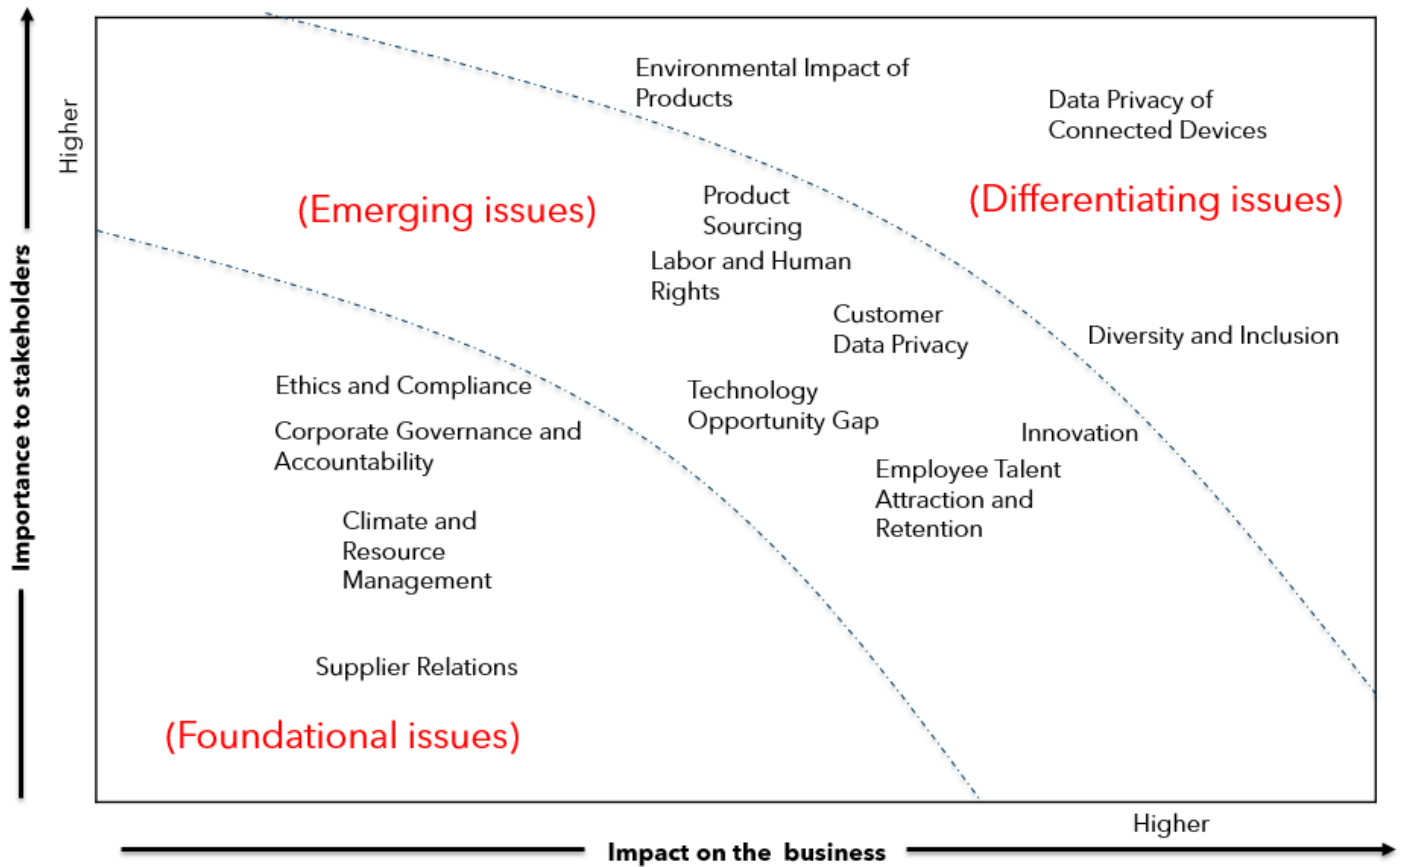 Environmental Impact of
Products
Data Privacy of
Connected Devices
Higher
(Emerging issues)
Product
Sourcing
(Differentiating issues)
Labor and Human
Rights
Customer
Data Privacy
Diversity and Inclusion
Importance to stakeholders
Ethics and Compliance
Technology
Opportunity Gap
Corporate Governance and
Accountability
Innovation
Employee Talent
Attraction and
Retention
Climate and
Resource
Management
Supplier Relations
(Foundational issues)
Higher
Impact on the business